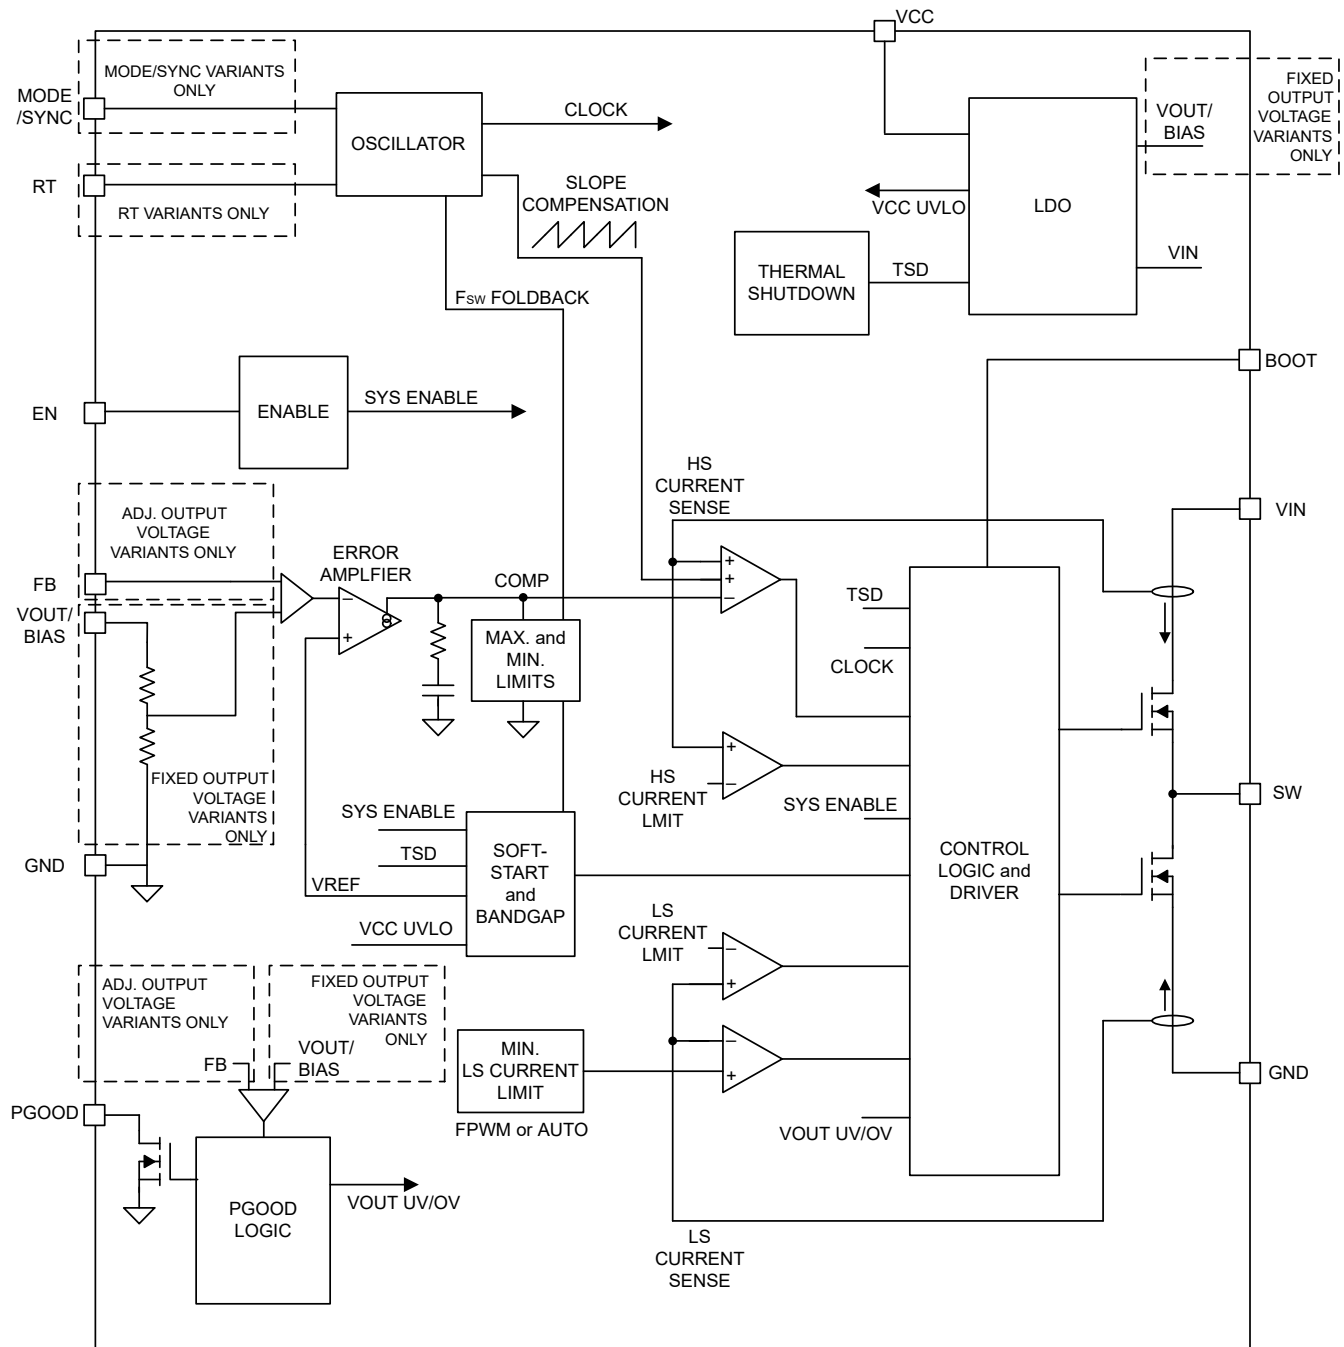 VCC
MODE/SYNC VARIANTS
ONLY
MODE
/SYNC
OSCILLATOR
CLOCK
RT
RT VARIANTS ONLY
SLOPE
COMPENSATION
FSW FOLDBACK
FIXED
OUTPUT
VOLTAGE
VARIANTS
ONLY
VOUT/
BIAS
LDO
VCC UVLO
VIN
THERMAL
SHUTDOWN
TSD
BOOT
EN
ENABLE
SYS ENABLE
HS
CURRENT
SENSE
VIN
ADJ. OUTPUT
VOLTAGE
VARIANTS ONLY
FB
VOUT/
BIAS
ERROR
AMPLFIER
−
+
COMP
MAX. and
MIN.
LIMITS
+
+
−
TSD
CLOCK
+
−
HS
CURRENT
LMIT
SYS ENABLE
SW
FIXED OUTPUT
VOLTAGE
VARIANTS
ONLY
GND
SYS ENABLE
TSD
VREF
VCC UVLO
SOFT-
START
and
BANDGAP
CONTROL
LOGIC and
DRIVER
LS
CURRENT
LMIT
−
+
−
+
ADJ. OUTPUT
VOLTAGE
VARIANTS ONLY
FIXED OUTPUT
VOLTAGE
VARIANTS
ONLY
FB
VOUT/
BIAS
MIN.
LS CURRENT
LIMIT
FPWM or AUTO
VOUT UV/OV
GND
PGOOD
PGOOD
LOGIC
VOUT UV/OV
LS
CURRENT
SENSE